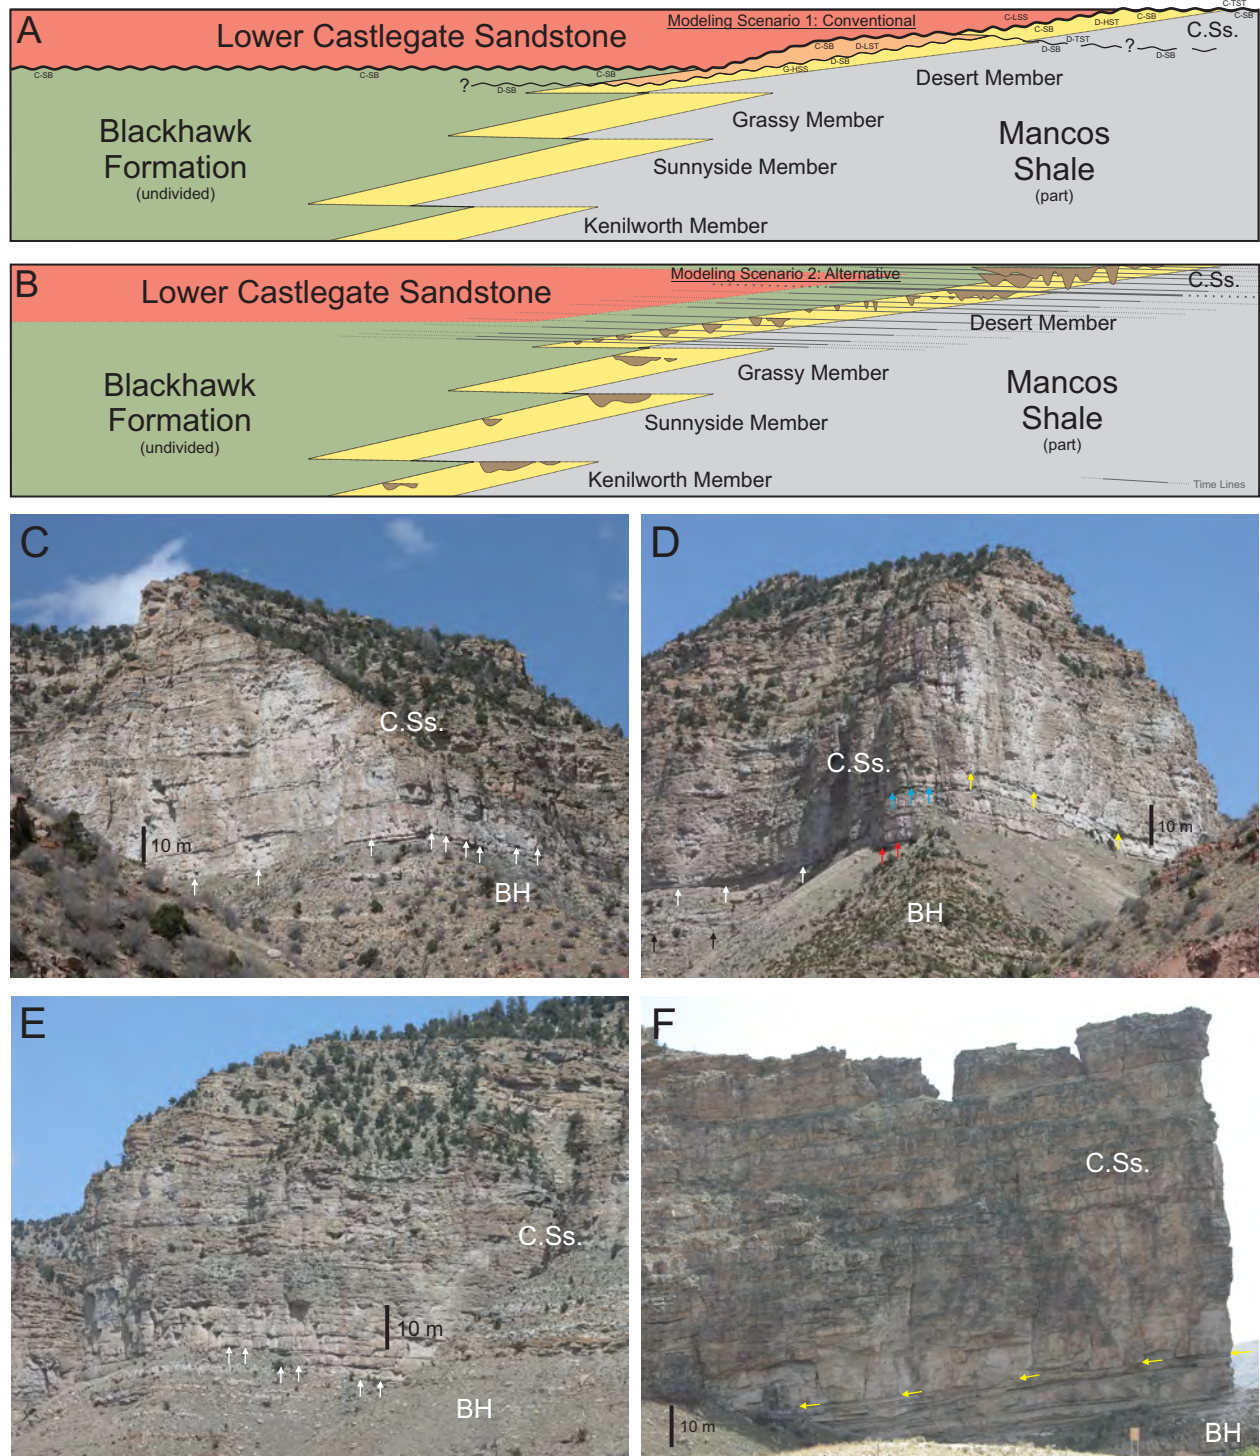 A
Modeling Scenario 1: Conventional
Lower Castlegate Sandstone
C-TST
C-SB
C-LSS
C-SB
D-HST
C-SB
C.Ss.
C-SB
D-LST
D-TST
D-SB
?
D-SB
C-SB
C-SB
C-SB
G-HSS
D-SB
?
D-SB
Desert Member
Blackhawk
Formation
(undivided)
Grassy Member
Mancos
Shale
(part)
Sunnyside Member
Kenilworth Member
B
Modeling Scenario 2: Alternative
Lower Castlegate Sandstone
C.Ss.
Desert Member
Blackhawk
Formation
(undivided)
Grassy Member
Mancos
Shale
(part)
Sunnyside Member
Kenilworth Member
Time Lines
C
C.Ss.
10 m
BH
D
C.Ss.
10 m
BH
E
C.Ss.
10 m
BH
F
C.Ss.
10 m
BH